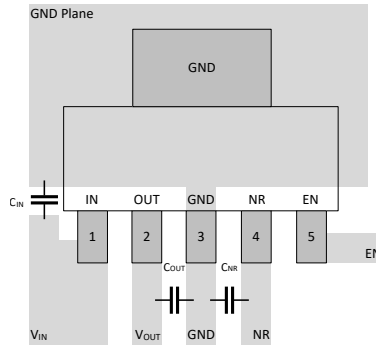 GND Plane
GND
IN OUT GND NR EN
CIN
1 2 3 4 5
EN
COUT CNR
VIN VOUT GND NR